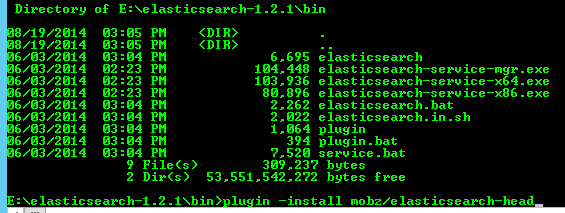 Directory of E:\elasticsearch-1.2.1\bin
08/19/2014  03:05 PM    <DIR>          .
08/19/2014  03:05 PM    <DIR>          ..
06/03/2014  03:04 PM             6,695 elasticsearch
06/03/2014  02:23 PM           104,448 elasticsearch-service-mgr.exe
06/03/2014  02:23 PM           103,936 elasticsearch-service-x64.exe
06/03/2014  02:23 PM            80,896 elasticsearch-service-x86.exe
06/03/2014  03:04 PM             2,262 elasticsearch.bat
06/03/2014  03:04 PM             2,022 elasticsearch.in.sh
06/03/2014  03:04 PM             1,064 plugin
06/03/2014  03:04 PM               394 plugin.bat
06/03/2014  03:04 PM             7,520 service.bat
9 File(s)        309,237 bytes
2 Dir(s)  53,551,542,272 bytes free
E:\elasticsearch-1.2.1\bin>plugin -install mobz/elasticsearch-head